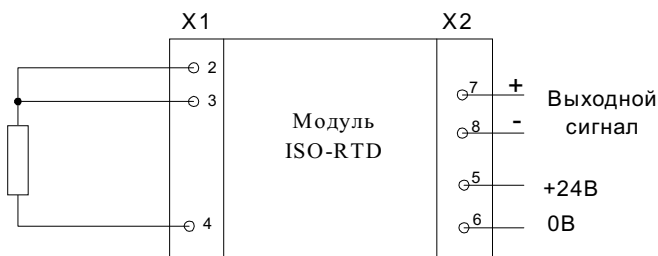 X1
X2
2
3
4
Модуль
ISO-RTD
7
8
5
6
+
-
Выходной
сигнал
+24В
0В